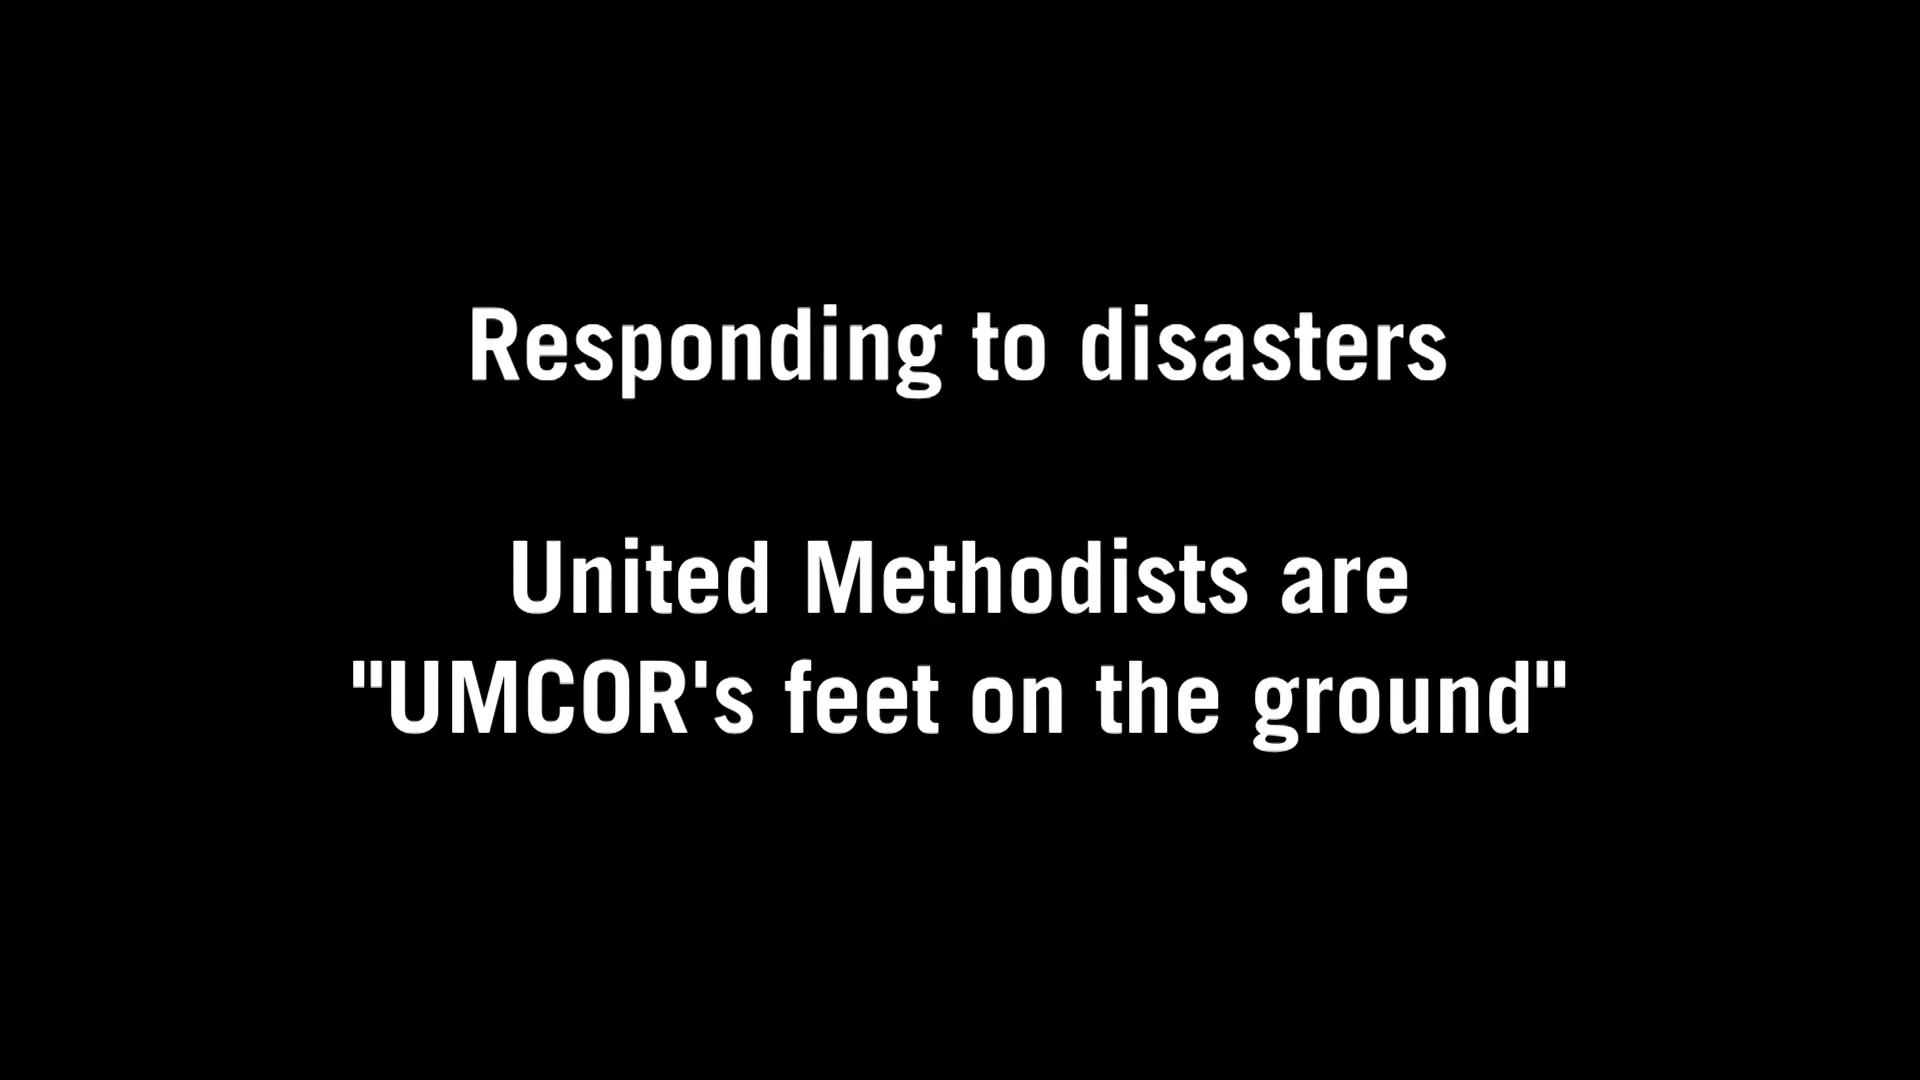 Responding to disasters
United Methodists are
"UMCOR's feet on the ground"